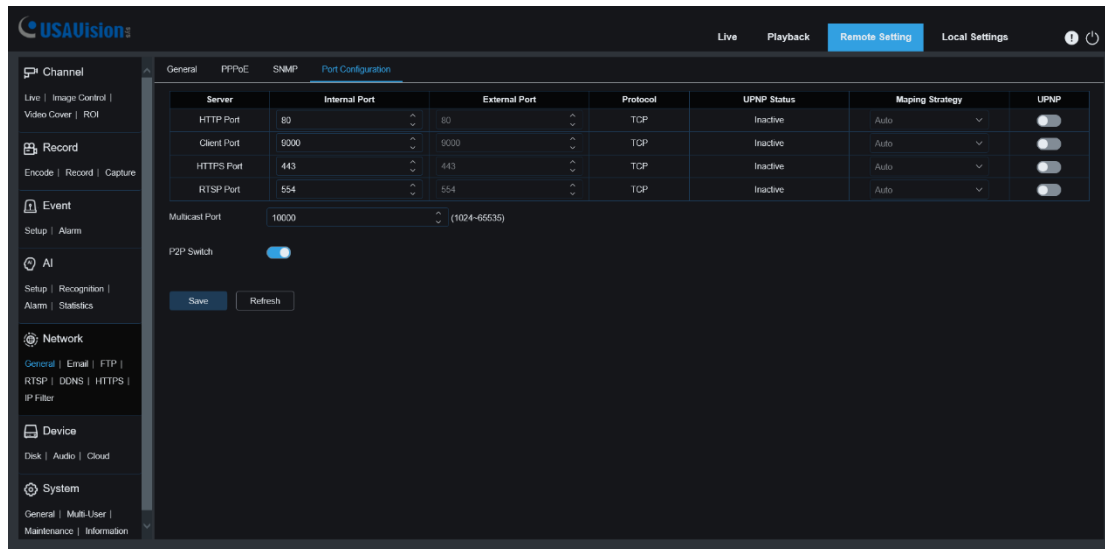 USAVision
Live Playback Remote Setting Local Settings
Channel
Live | Image Control |
Video Cover | ROI
Record
Encode | Record | Capture
Event
Setup | Alarm
AI
Setup | Recognition |
Alarm | Statistics
Network
General | Email | FTP |
RTSP | DDNS | HTTPS |
IP Filter
Device
Disk | Audio | Cloud
System
General | Multi-User |
Maintenance | Information
General PPPoE SNMP Port Configuration
Server Internal Port External Port Protocol UPNP Status Maping Strategy UPNP
HTTP Port 80 80 TCP Inactive Auto
Client Port 9000 9000 TCP Inactive Auto
HTTPS Port 443 443 TCP Inactive Auto
RTSP Port 554 554 TCP Inactive Auto
Multicast Port 10000 (1024~65535)
P2P Switch
Save Refresh